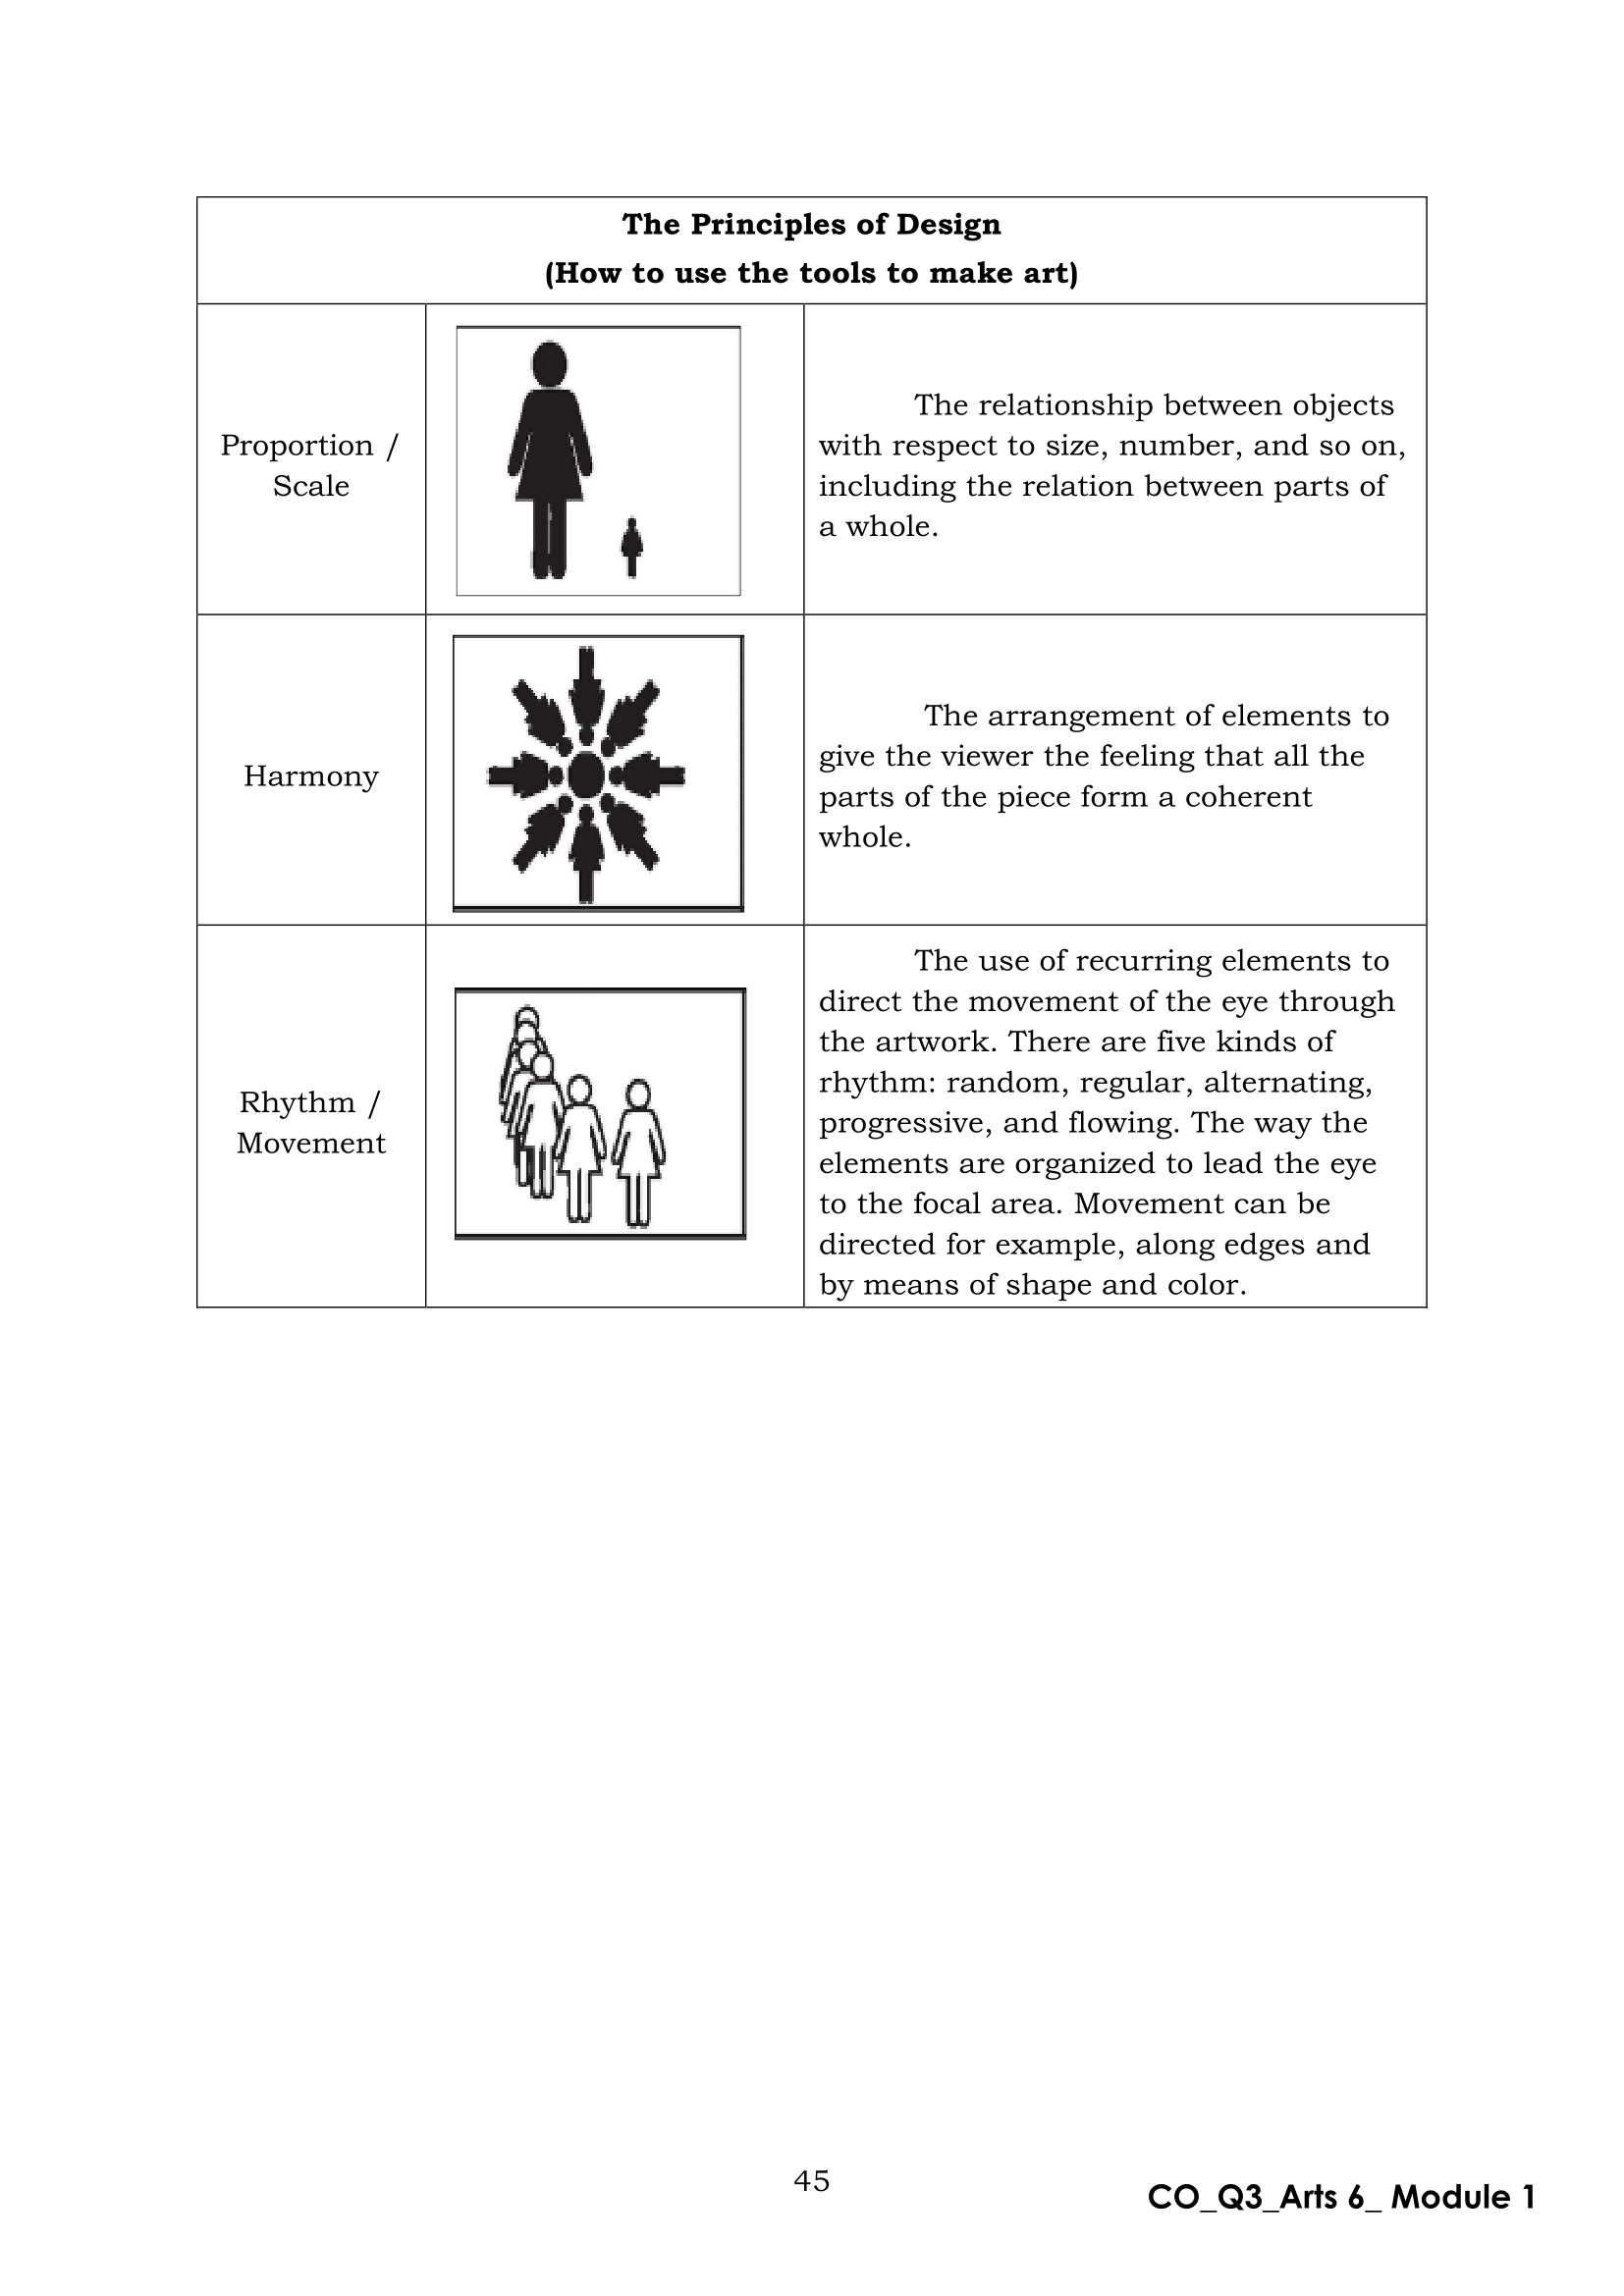 The Principles of Design
(How to use the tools to make art)
Proportion /
Scale
The relationship between objects
with respect to size, number, and so on,
including the relation between parts of
a whole.
Harmony
The arrangement of elements to
give the viewer the feeling that all the
parts of the piece form a coherent
whole.
Rhythm /
Movement
The use of recurring elements to
direct the movement of the eye through
the artwork. There are five kinds of
rhythm: random, regular, alternating,
progressive, and flowing. The way the
elements are organized to lead the eye
to the focal area. Movement can be
directed for example, along edges and
by means of shape and color.
45
CO_Q3_Arts 6_ Module 1